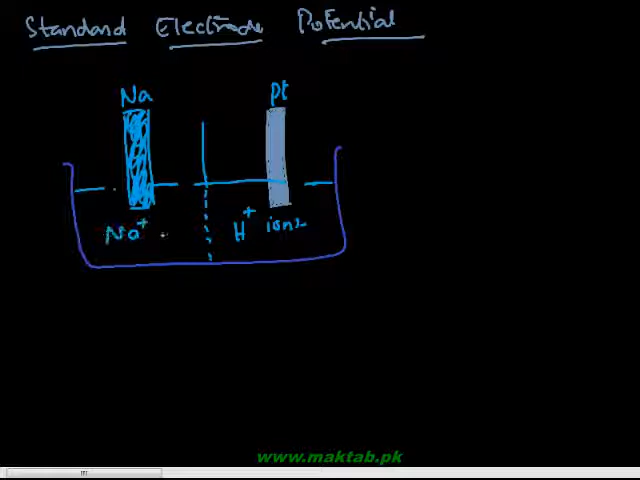 Standard Electrode Potential
Na Pt
Na+ H+ ions
www.maktab.pk